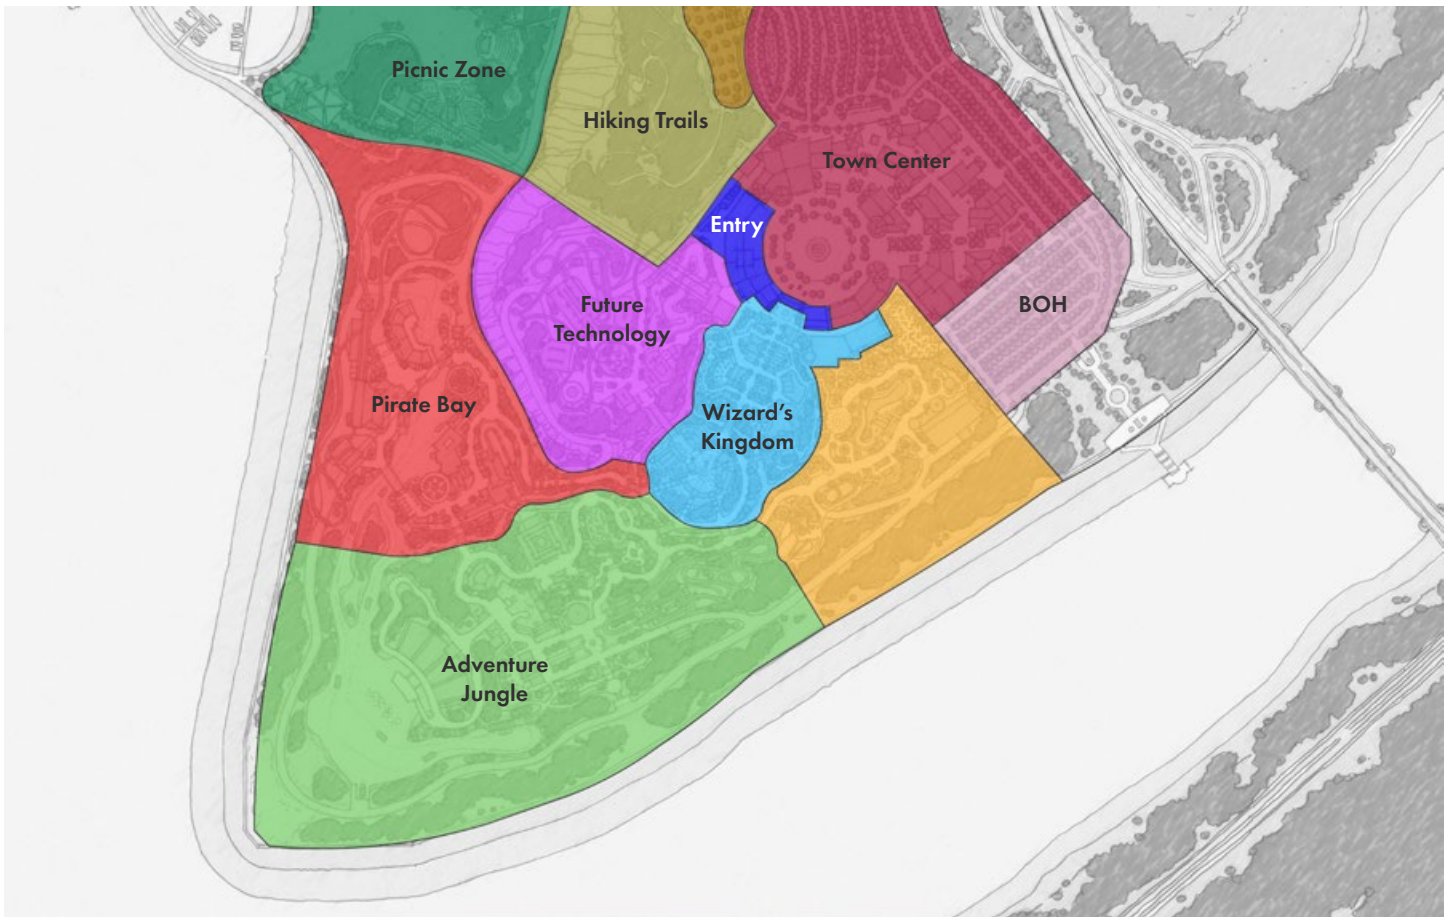 Picnic Zone
Hiking Trails
Town Center
Entry
Future
Technology
BOH
Pirate Bay
Wizard’s
Kingdom
Adventure
Jungle